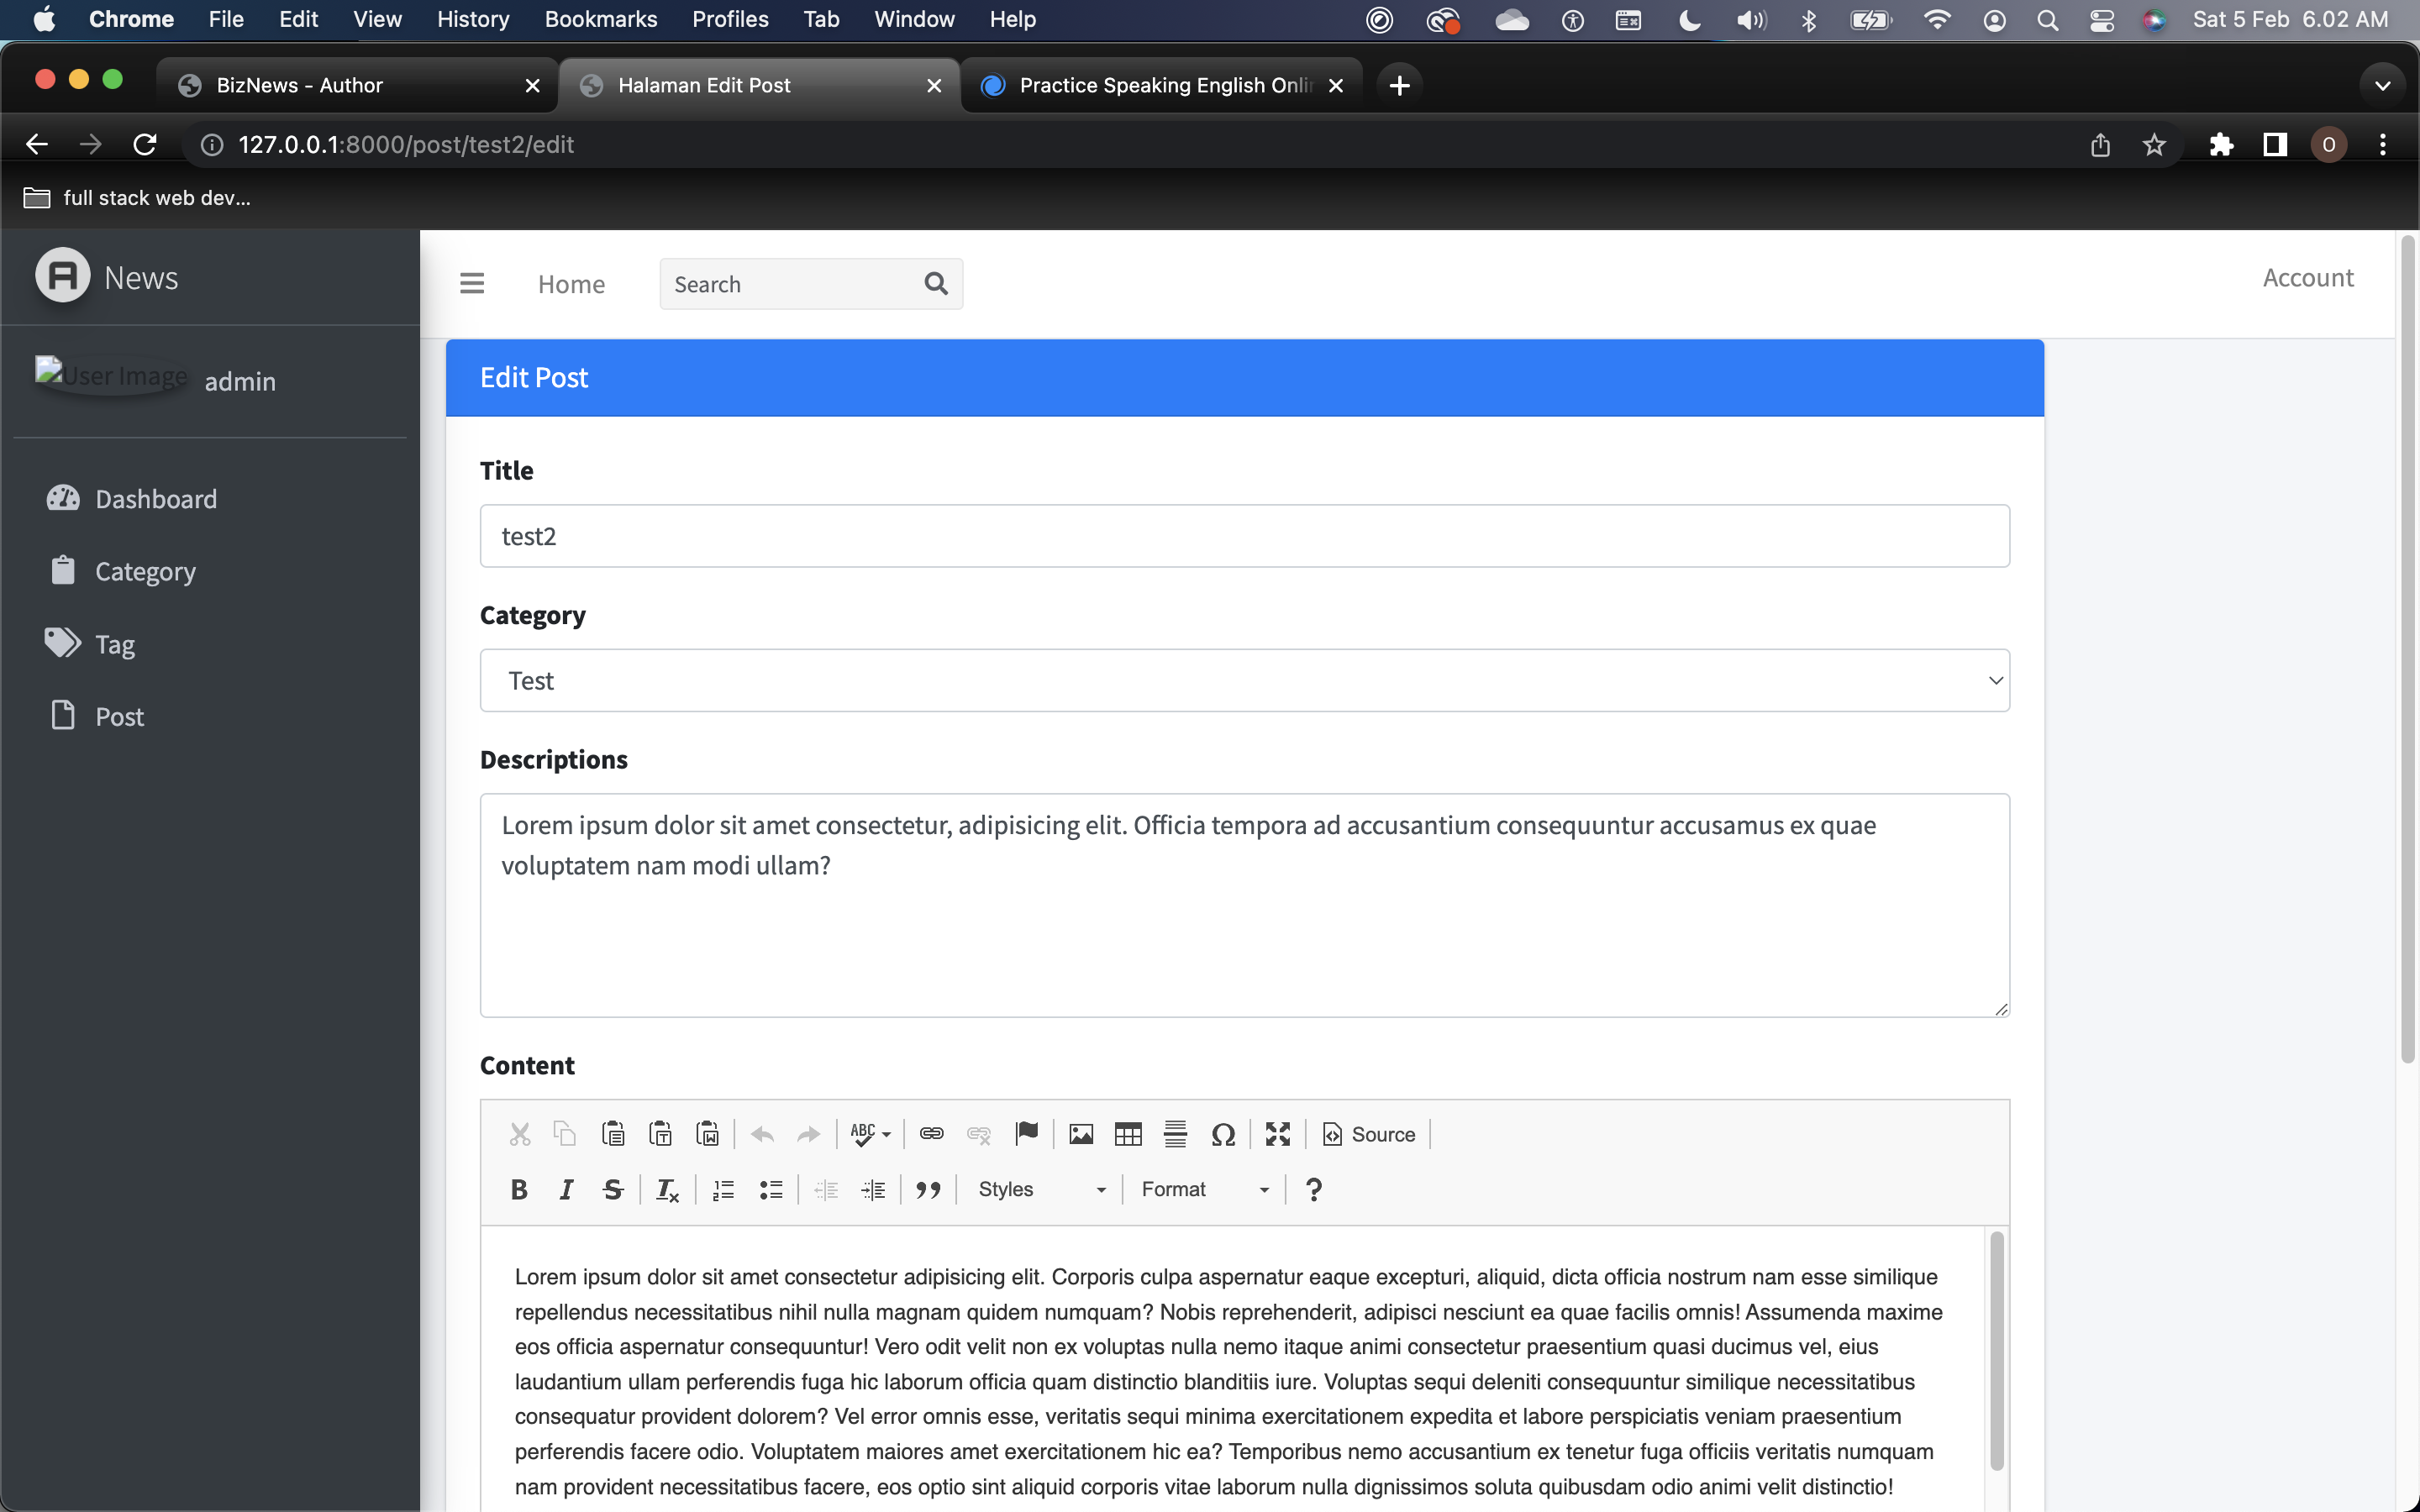 Chrome File Edit View History Bookmarks Profiles Tab Window Help Sat 5 Feb 6.02 AM
BizNews - Author Halaman Edit Post Practice Speaking English Onli
127.0.0.1:8000/post/test2/edit O
full stack web dev...
A News
Home Search Account
User Image admin
Edit Post
Dashboard
Category
Tag
Post
Title
test2
Category
Test
Descriptions
Lorem ipsum dolor sit amet consectetur, adipisicing elit. Officia tempora ad accusantium consequuntur accusamus ex quae
voluptatem nam modi ullam?
Content
ABC Source
B I S Ix Styles Format ?
Lorem ipsum dolor sit amet consectetur adipisicing elit. Corporis culpa aspernatur eaque excepturi, aliquid, dicta officia nostrum nam esse similique
repellendus necessitatibus nihil nulla magnam quidem numquam? Nobis reprehenderit, adipisci nesciunt ea quae facilis omnis! Assumenda maxime
eos officia aspernatur consequuntur! Vero odit velit non ex voluptas nulla nemo itaque animi consectetur praesentium quasi ducimus vel, eius
laudantium ullam perferendis fuga hic laborum officia quam distinctio blanditiis iure. Voluptas sequi deleniti consequuntur similique necessitatibus
consequatur provident dolorem? Vel error omnis esse, veritatis sequi minima exercitationem expedita et labore perspiciatis veniam praesentium
perferendis facere odio. Voluptatem maiores amet exercitationem hic ea? Temporibus nemo accusantium ex tenetur fuga officiis veritatis numquam
nam provident necessitatibus facere, eos optio sint aliquid corporis vitae laborum nulla dignissimos soluta quibusdam odio animi velit distinctio!